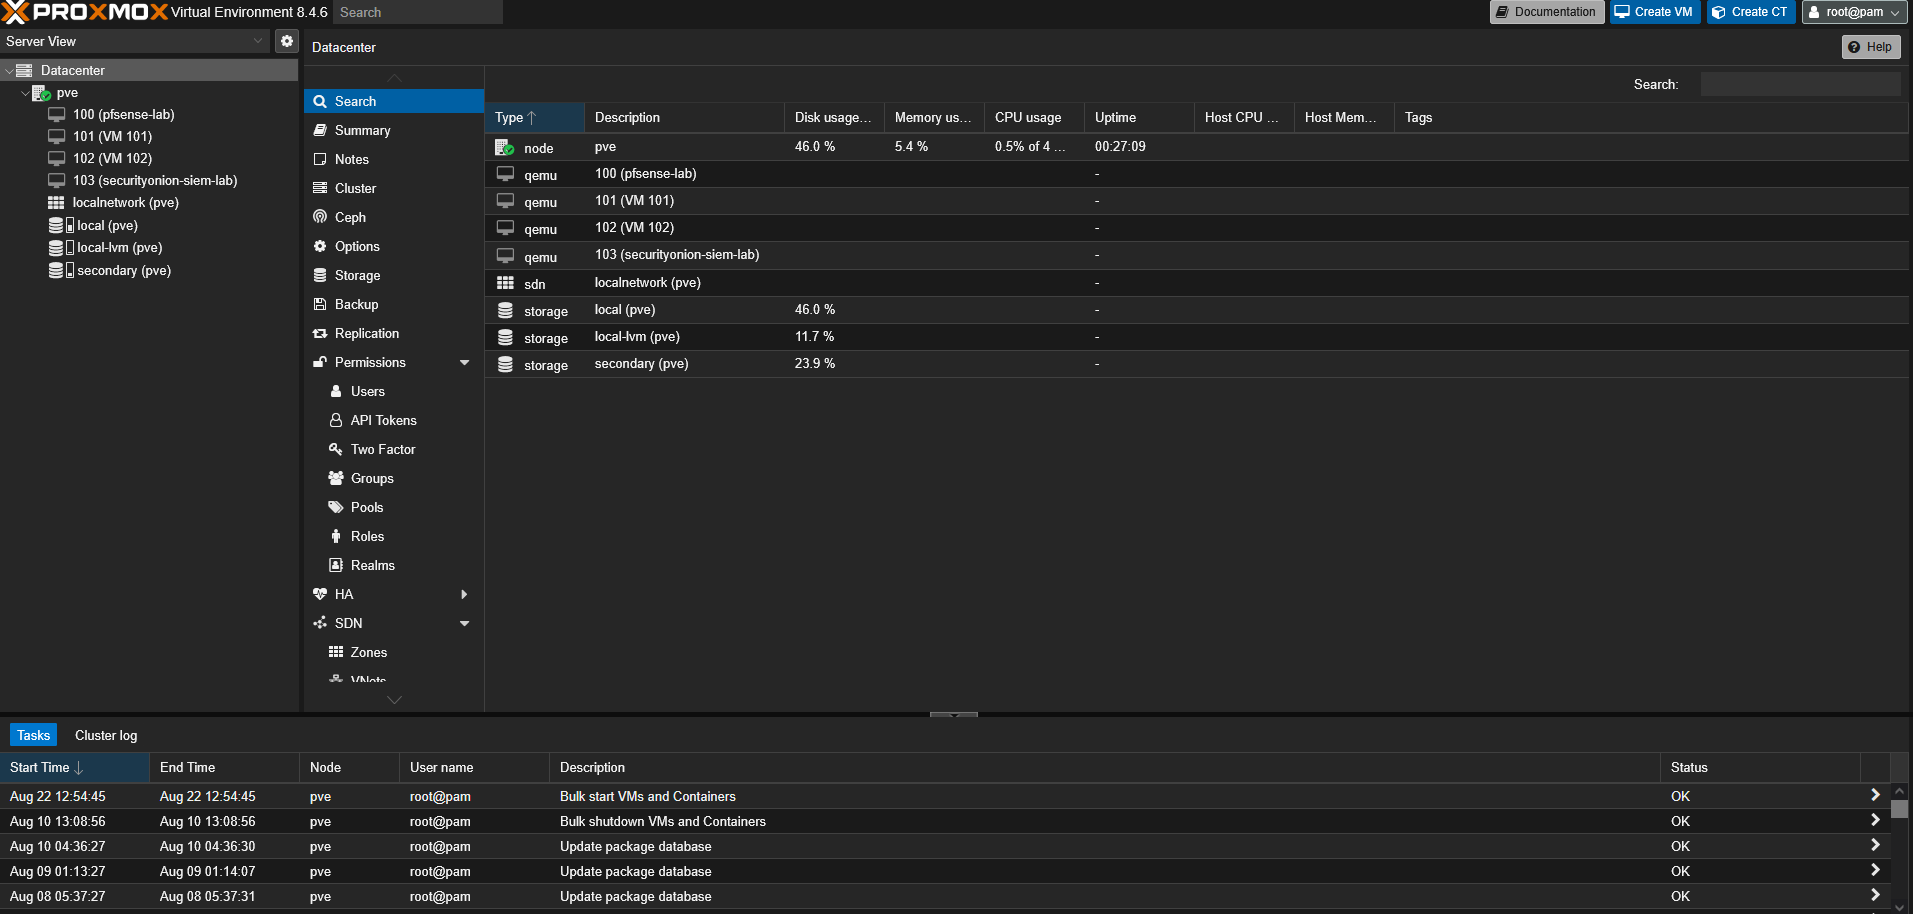 PROXMOX Virtual Environment 8.4.6 Search Documentation Create VM Create CT root@pam
Server View
Datacenter
pve
100 (pfsense-lab)
101 (VM 101)
102 (VM 102)
103 (securityonion-siem-lab)
localnetwork (pve)
local (pve)
local-lvm (pve)
secondary (pve)
Datacenter
Help
Search
Summary
Notes
Cluster
Ceph
Options
Storage
Backup
Replication
Permissions
Users
API Tokens
Two Factor
Groups
Pools
Roles
Realms
HA
SDN
Zones
VNets
Search:
Type Description Disk usage... Memory us... CPU usage Uptime Host CPU ... Host Mem... Tags
node pve 46.0 % 5.4 % 0.5% of 4 ... 00:27:09
qemu 100 (pfsense-lab) -
qemu 101 (VM 101) -
qemu 102 (VM 102) -
qemu 103 (securityonion-siem-lab) -
sdn localnetwork (pve) -
storage local (pve) 46.0 % -
storage local-lvm (pve) 11.7 % -
storage secondary (pve) 23.9 % -
Tasks Cluster log
Start Time End Time Node User name Description Status
Aug 22 12:54:45 Aug 22 12:54:45 pve root@pam Bulk start VMs and Containers OK
Aug 10 13:08:56 Aug 10 13:08:56 pve root@pam Bulk shutdown VMs and Containers OK
Aug 10 04:36:27 Aug 10 04:36:30 pve root@pam Update package database OK
Aug 09 01:13:27 Aug 09 01:14:07 pve root@pam Update package database OK
Aug 08 05:37:27 Aug 08 05:37:31 pve root@pam Update package database OK